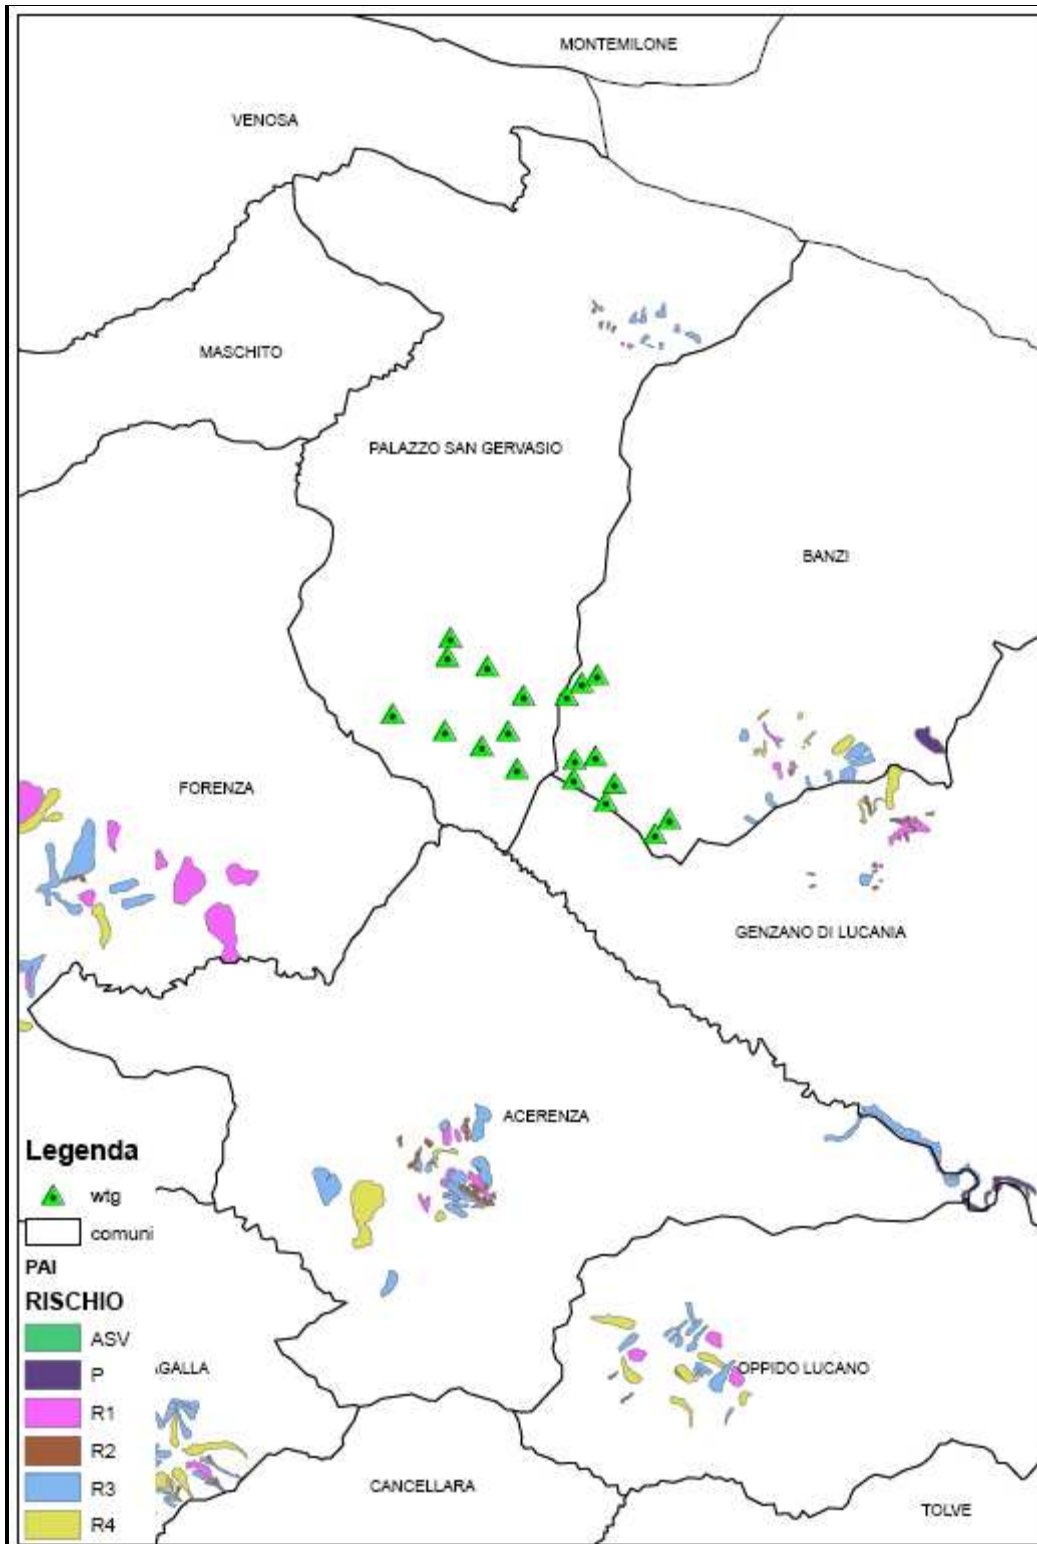 MONTEMILONE
VENOSA
MASCHITO
PALAZZO SAN GERVASIO
BANZI
FORENZA
GENZANO DI LUCANIA
ACERENZA
Legenda
wtg
comuni
PAI
RISCHIO
ASV
P
R1
R2
R3
R4
AGALLA
OPPIDO LUCANO
CANCELLARA
TOLVE